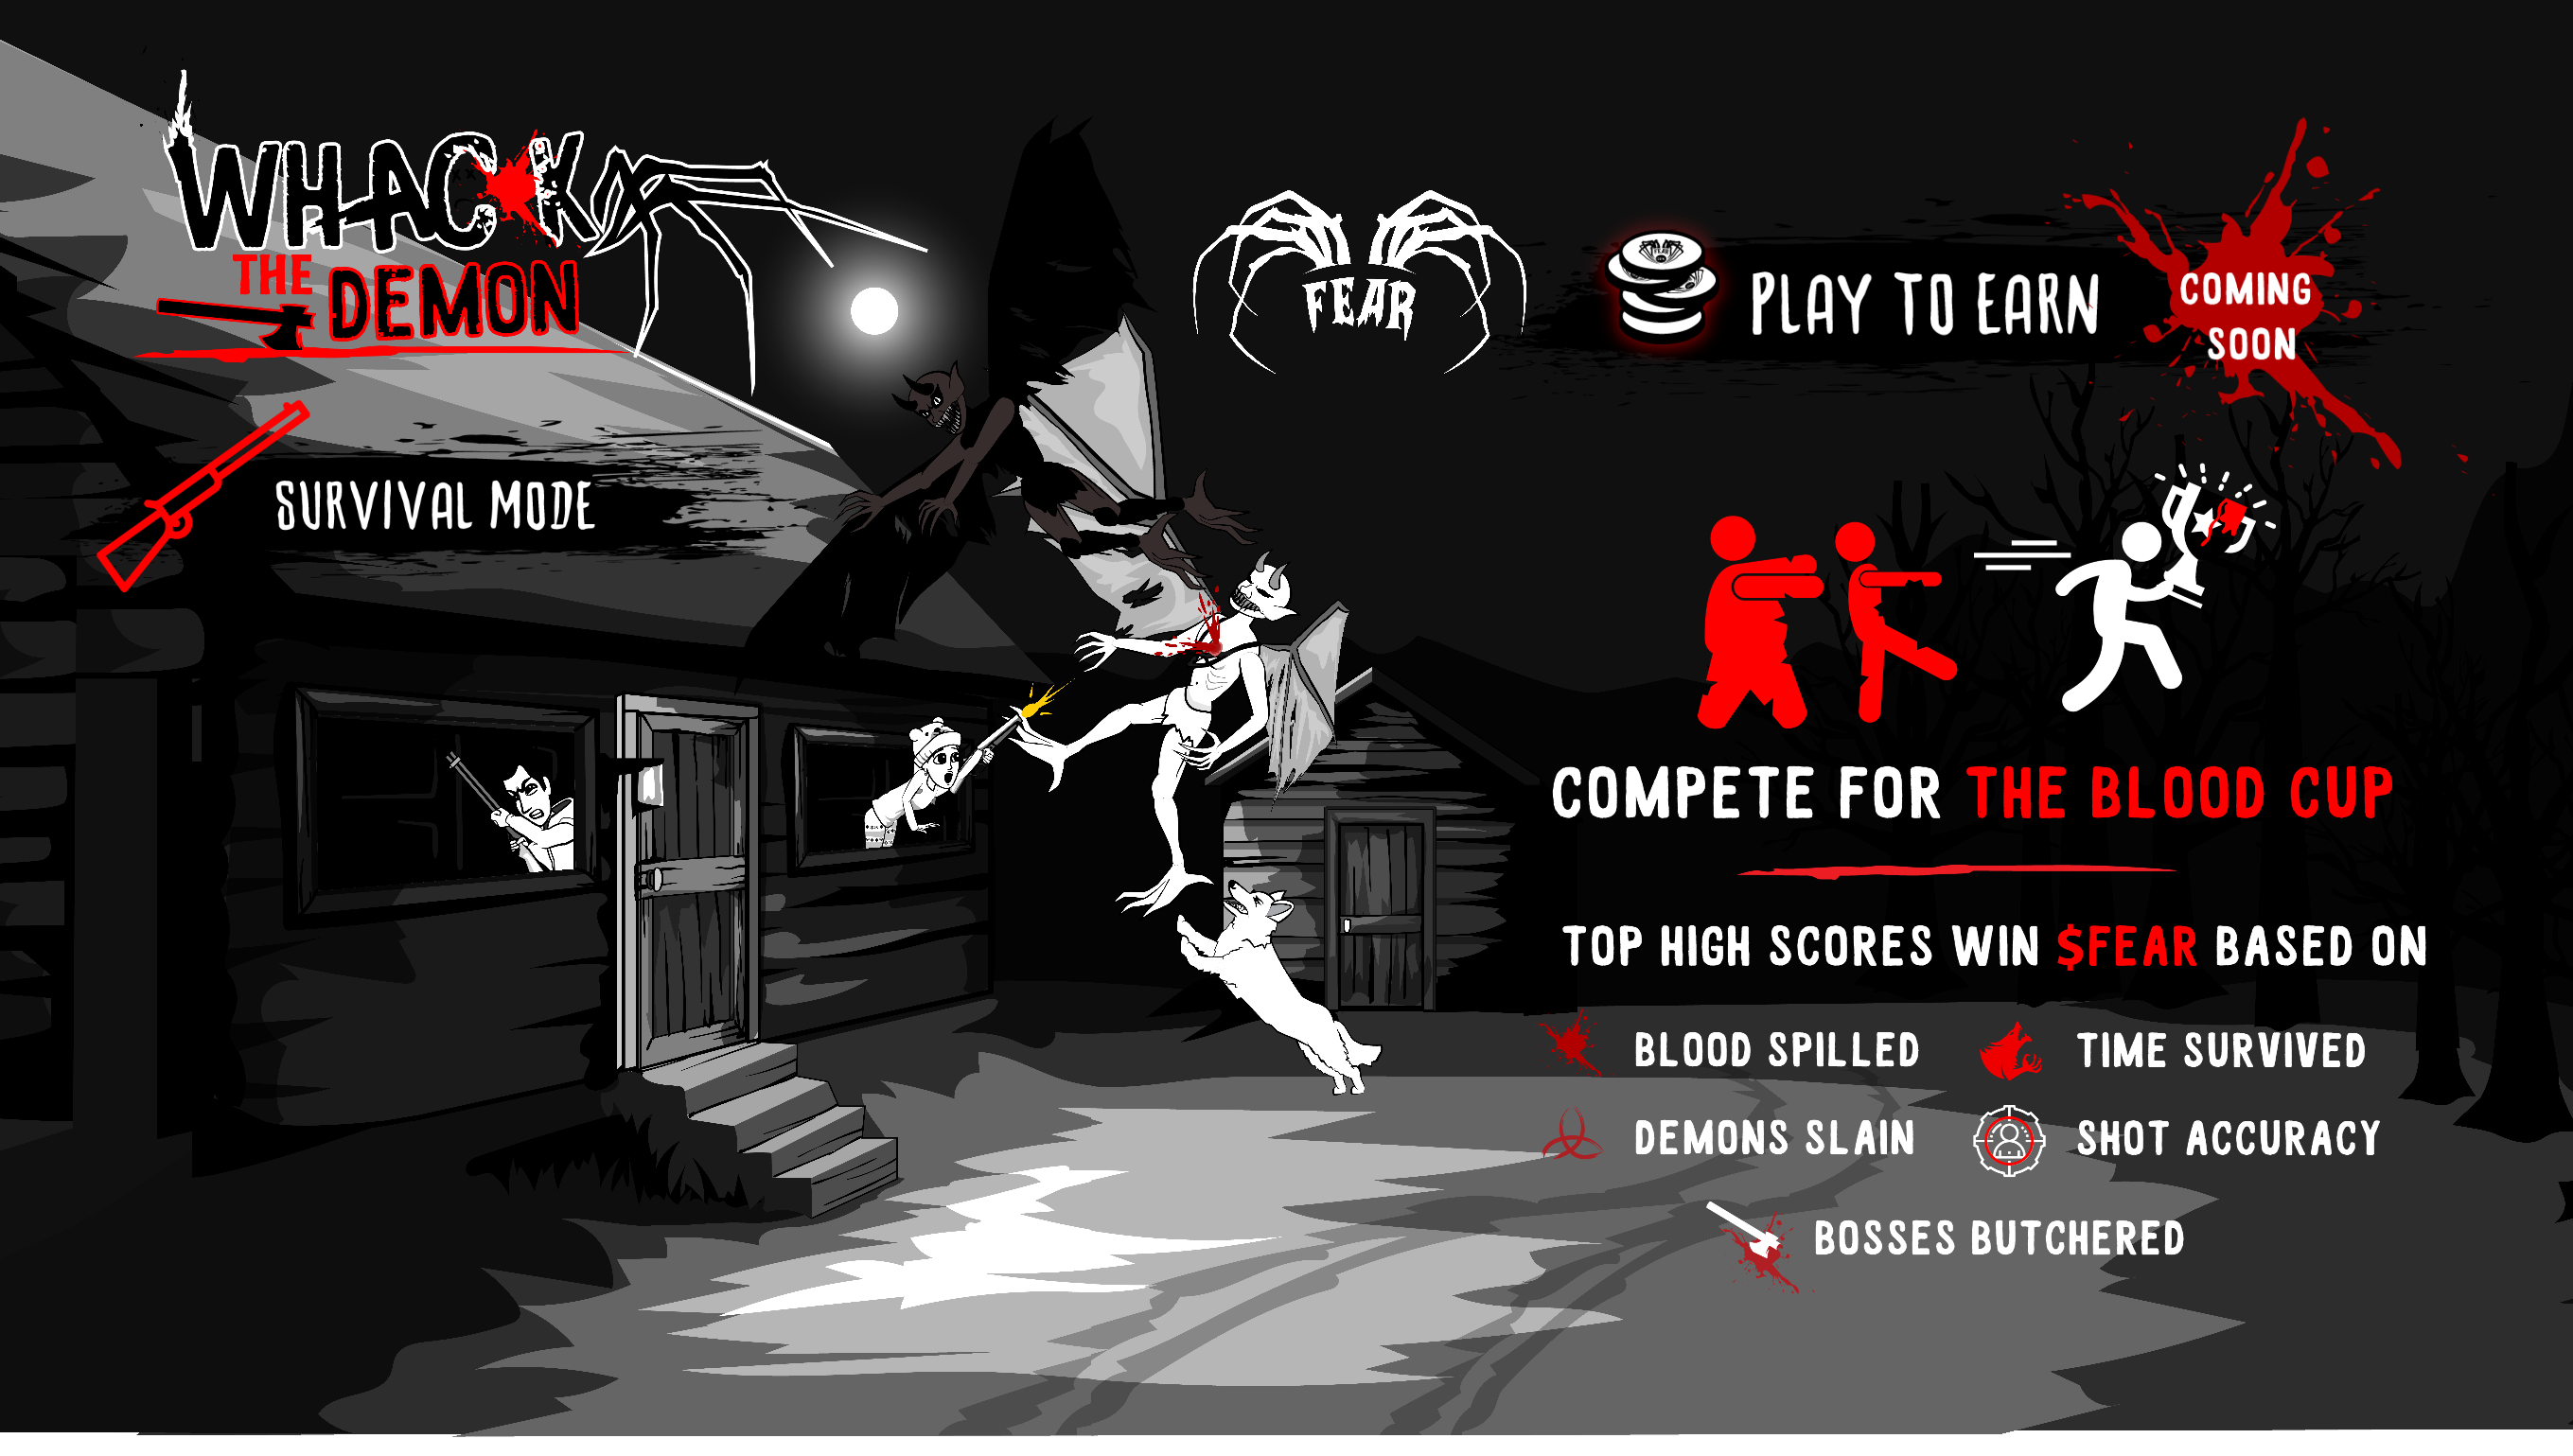 WHACK
THE
DEMON
SURVIVAL MODE
FEAR
PLAY TO EARN
COMING
SOON
COMPETE FOR THE BLOOD CUP
TOP HIGH SCORES WIN $FEAR BASED ON
BLOOD SPILLED
TIME SURVIVED
DEMONS SLAIN
SHOT ACCURACY
BOSSES BUTCHERED